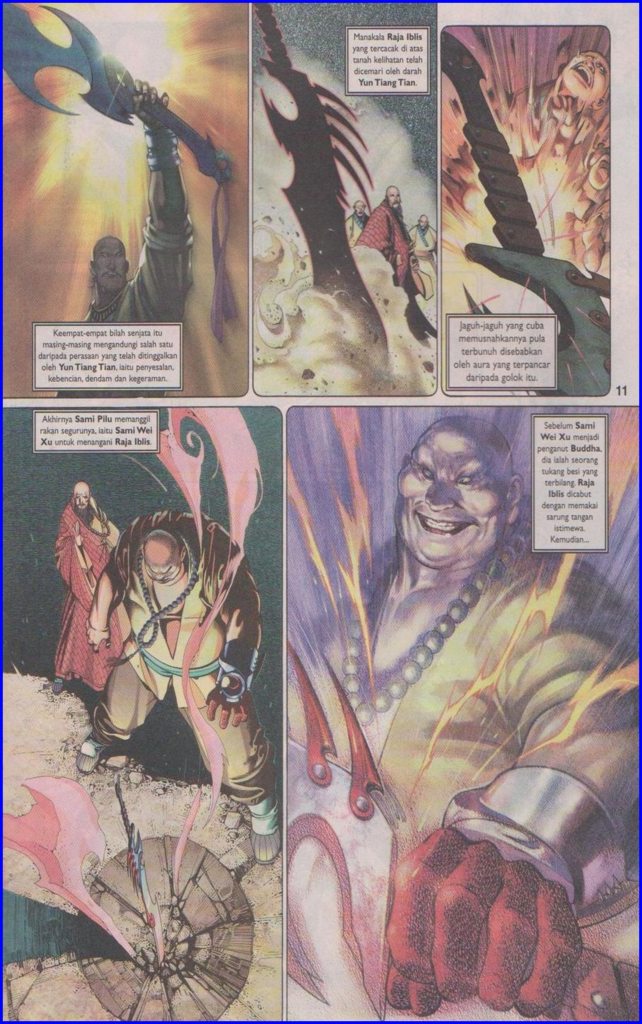 Keempat-empat bilah senjata itu
masing-masing mengandungi salah satu
daripada perasaan yang telah ditinggalkan
oleh Yun Tiang Tian, iaitu penyesalan,
kebencian, dendam dan kegeraman.
Manakala Raja Iblis
yang tercacak di atas
tanah kelihatan telah
dicemari oleh darah
Yun Tiang Tian.
Jaguh-jaguh yang cuba
memusnahkannya pula
terbunuh disebabkan
oleh aura yang terpancar
daripada golok itu.
11
Akhirnya Sami Pilu memanggil
rakan segurunya, iaitu Sami Wei
Xu untuk menangani Raja Iblis.
Sebelum Sami
Wei Xu menjadi
penganut Buddha,
dia ialah seorang
tukang besi yang
terbilang. Raja
Iblis dicabut
dengan memakai
sarung tangan
istimewa.
Kemudian...